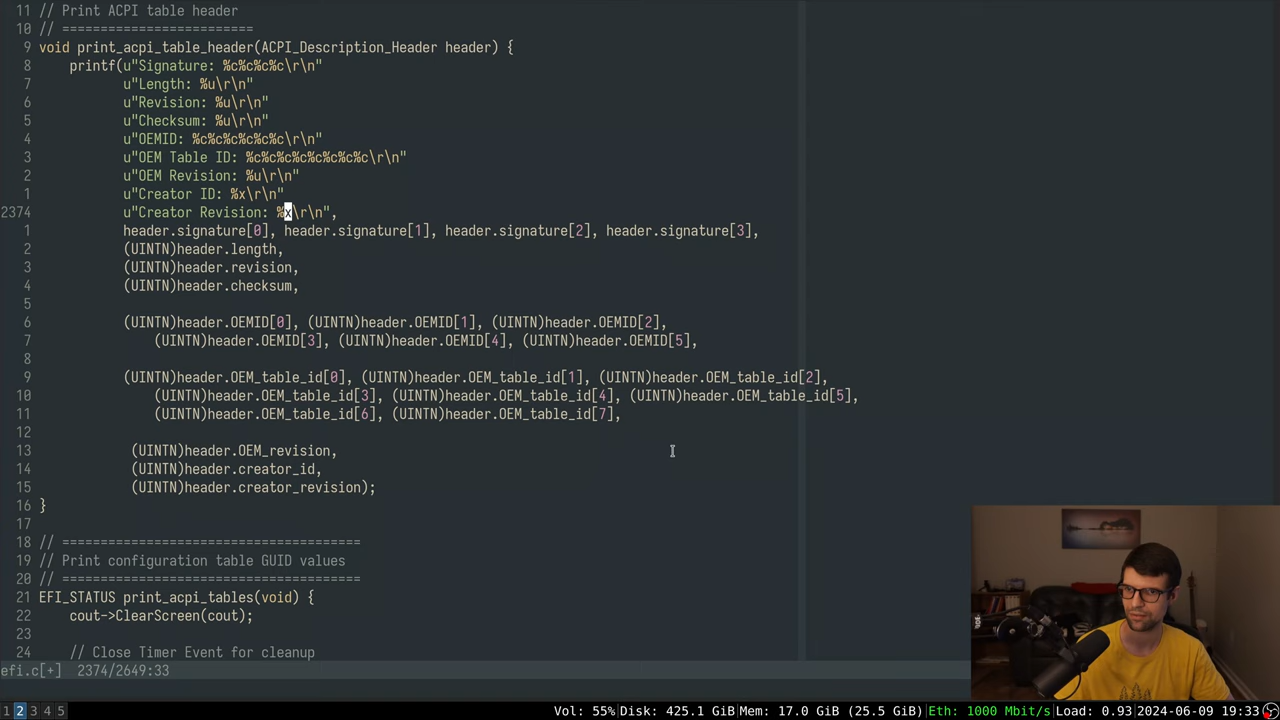 11 // Print ACPI table header
10 // =========================
9 void print_acpi_table_header(ACPI_Description_Header header) {
8 printf(u"Signature: %c%c%c%c\r\n"
7 u"Length: %u\r\n"
6 u"Revision: %u\r\n"
5 u"Checksum: %u\r\n"
4 u"OEMID: %c%c%c%c%c%c\r\n"
3 u"OEM Table ID: %c%c%c%c%c%c%c%c\r\n"
2 u"OEM Revision: %u\r\n"
1 u"Creator ID: %x\r\n"
2374 u"Creator Revision: %x\r\n",
1 header.signature[0], header.signature[1], header.signature[2], header.signature[3],
2 (UINTN)header.length,
3 (UINTN)header.revision,
4 (UINTN)header.checksum,
5
6 (UINTN)header.OEMID[0], (UINTN)header.OEMID[1], (UINTN)header.OEMID[2],
7 (UINTN)header.OEMID[3], (UINTN)header.OEMID[4], (UINTN)header.OEMID[5],
8
9 (UINTN)header.OEM_table_id[0], (UINTN)header.OEM_table_id[1], (UINTN)header.OEM_table_id[2],
10 (UINTN)header.OEM_table_id[3], (UINTN)header.OEM_table_id[4], (UINTN)header.OEM_table_id[5],
11 (UINTN)header.OEM_table_id[6], (UINTN)header.OEM_table_id[7],
12
13 (UINTN)header.OEM_revision,
14 (UINTN)header.creator_id,
15 (UINTN)header.creator_revision);
16 }
17
18 // =======================================
19 // Print configuration table GUID values
20 // =======================================
21 EFI_STATUS print_acpi_tables(void) {
22 cout->ClearScreen(cout);
23
24 // Close Timer Event for cleanup
efi.c[+] 2374/2649:33
1 2 3 4 5 Vol: 55%|Disk: 425.1 GiB|Mem: 17.0 GiB (25.5 GiB)|Eth: 1000 Mbit/s|Load: 0.93|2024-06-09 19:33